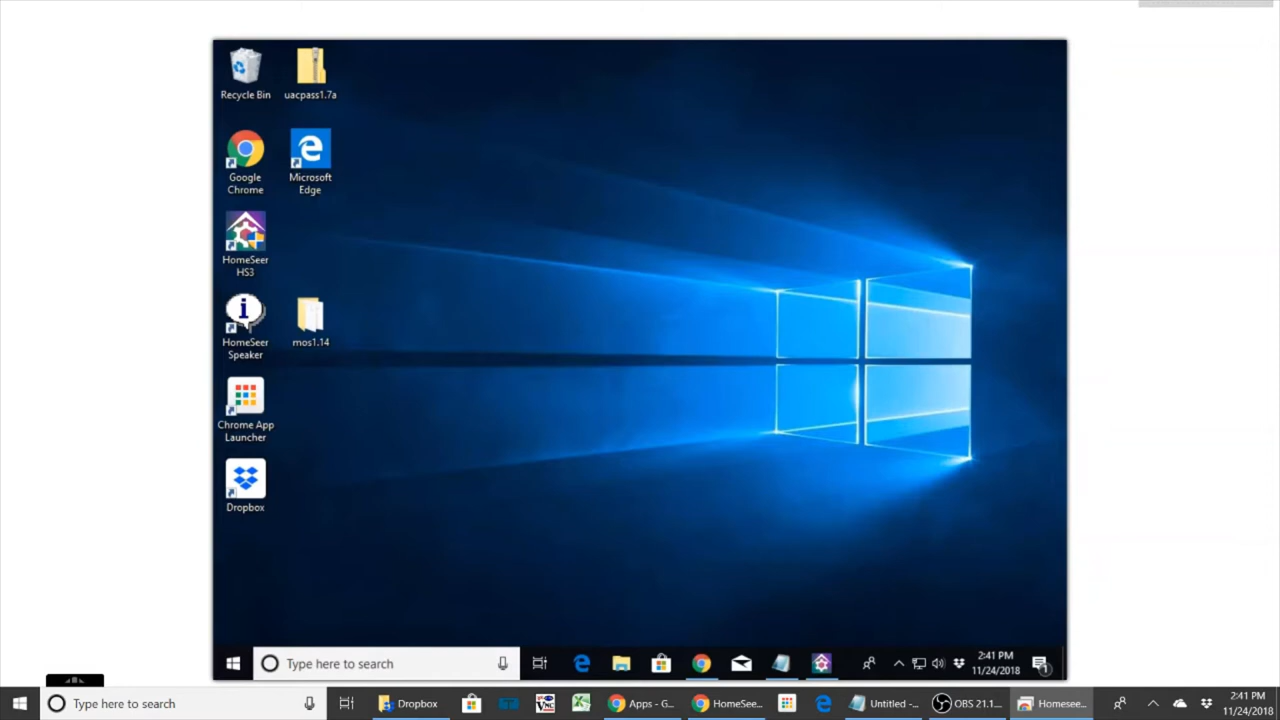 Recycle Bin
uacpass1.7a
Google
Chrome
Microsoft
Edge
HomeSeer
HS3
HomeSeer
Speaker
mos1.14
Chrome App
Launcher
Dropbox
Type here to search
2:41 PM
11/24/2018
1
Type here to search
Dropbox
Apps - G...
HomeSee...
Untitled -...
OBS 21.1....
Homesee...
2:41 PM
11/24/2018